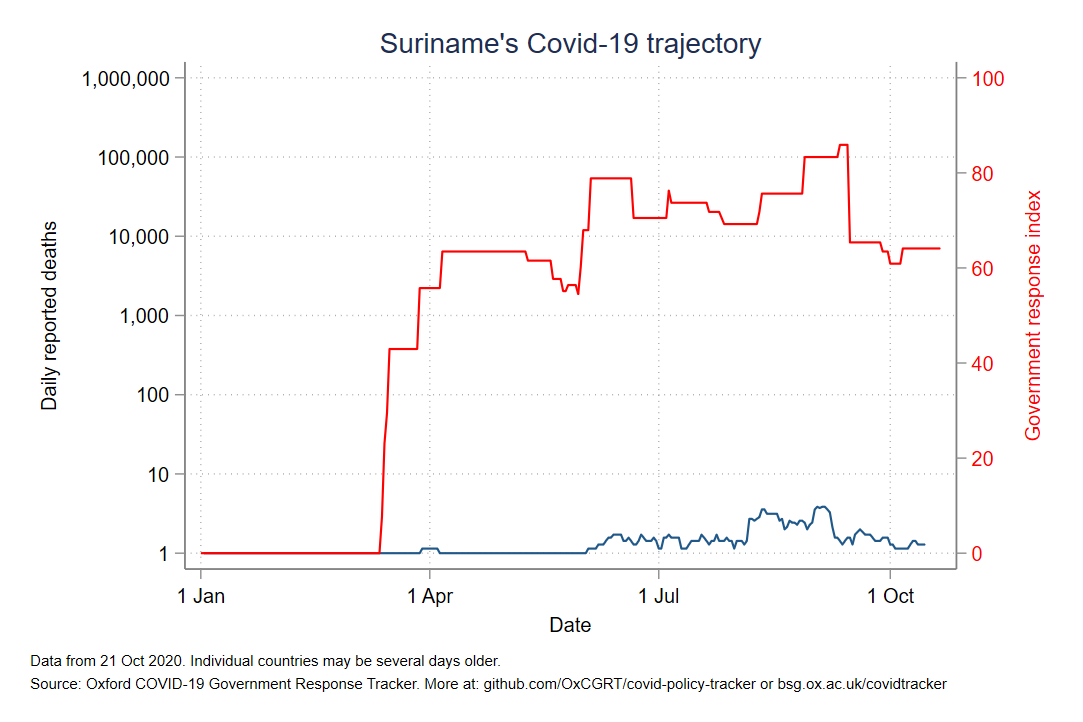 Suriname's Covid-19 trajectory
1,000,000
100,000
10,000
1,000
100
10
1
Daily reported deaths
100
80
60
40
20
0
Government response index
1 Jan
1 Apr
1 Jul
1 Oct
Date
Data from 21 Oct 2020. Individual countries may be several days older.
Source: Oxford COVID-19 Government Response Tracker. More at: github.com/OxCGRT/covid-policy-tracker or bsg.ox.ac.uk/covidtracker